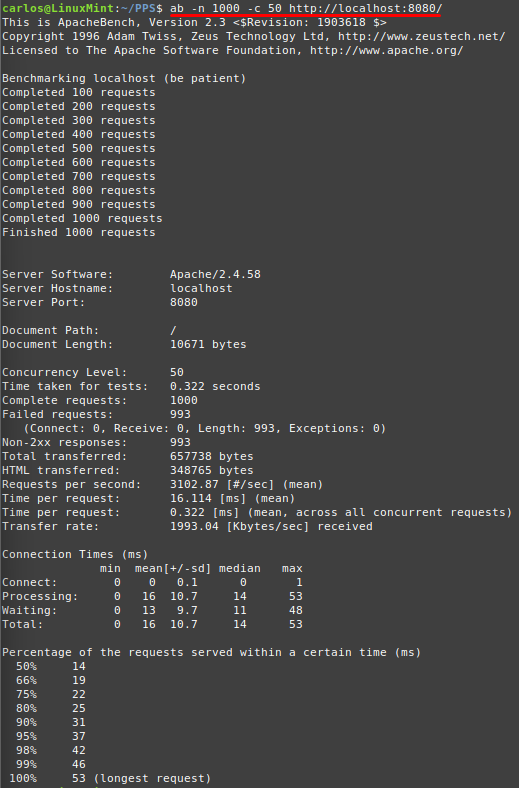 carlos@LinuxMint:~/PPS$ ab -n 1000 -c 50 http://localhost:8080/
This is ApacheBench, Version 2.3 <$Revision: 1903618 $>
Copyright 1996 Adam Twiss, Zeus Technology Ltd, http://www.zeustech.net/
Licensed to The Apache Software Foundation, http://www.apache.org/

Benchmarking localhost (be patient)
Completed 100 requests
Completed 200 requests
Completed 300 requests
Completed 400 requests
Completed 500 requests
Completed 600 requests
Completed 700 requests
Completed 800 requests
Completed 900 requests
Completed 1000 requests
Finished 1000 requests


Server Software:        Apache/2.4.58
Server Hostname:        localhost
Server Port:            8080

Document Path:          /
Document Length:        10671 bytes

Concurrency Level:      50
Time taken for tests:   0.322 seconds
Complete requests:      1000
Failed requests:        993
   (Connect: 0, Receive: 0, Length: 993, Exceptions: 0)
Non-2xx responses:      993
Total transferred:      657738 bytes
HTML transferred:       348765 bytes
Requests per second:    3102.87 [#/sec] (mean)
Time per request:       16.114 [ms] (mean)
Time per request:       0.322 [ms] (mean, across all concurrent requests)
Transfer rate:          1993.04 [Kbytes/sec] received

Connection Times (ms)
              min  mean[+/-sd] median   max
Connect:        0    0   0.1      0       1
Processing:     0   16  10.7     14      53
Waiting:        0   13   9.7     11      48
Total:          0   16  10.7     14      53

Percentage of the requests served within a certain time (ms)
  50%     14
  66%     19
  75%     22
  80%     25
  90%     31
  95%     37
  98%     42
  99%     46
 100%     53 (longest request)